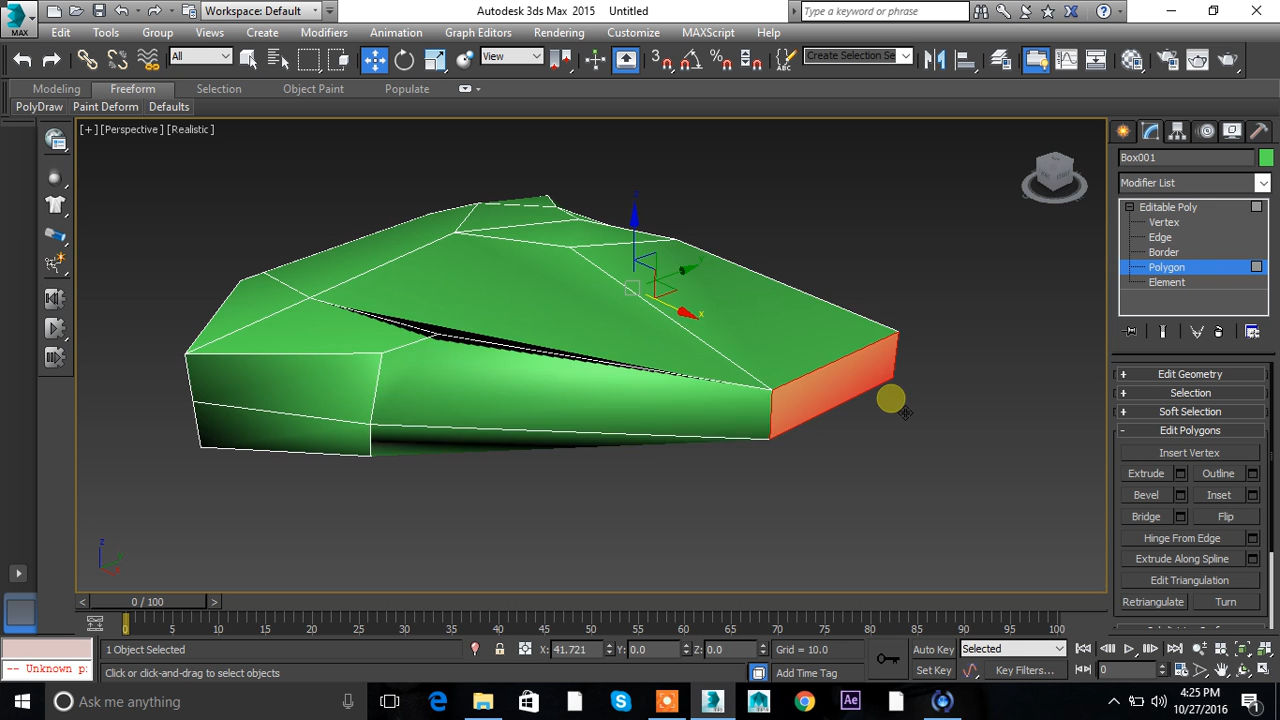 MAX
Workspace: Default
Autodesk 3ds Max 2015 Untitled
Type a keyword or phrase
Edit Tools Group Views Create Modifiers Animation Graph Editors Rendering Customize MAXScript Help
All
View
3
Create Selection Se
Modeling Freeform Selection Object Paint Populate
PolyDraw Paint Deform Defaults
[+] [Perspective] [Realistic]
Box001
Modifier List
Editable Poly
Vertex
Edge
Border
Polygon
Element
z
y
x
+ Edit Geometry
+ Selection
+ Soft Selection
- Edit Polygons
Insert Vertex
Extrude Outline
Bevel Inset
Bridge Flip
Hinge From Edge
Extrude Along Spline
Edit Triangulation
Retriangulate Turn
z
< 0 / 100 >
0 5 10 15 20 25 30 35 40 45 50 55 60 65 70 75 80 85 90 95 100
1 Object Selected X: 41.721 Y: 0.0 Z: 0.0 Grid = 10.0 Auto Key Selected
-- Unknown p
Click or click-and-drag to select objects Add Time Tag Set Key Key Filters... 0
Ask me anything
Ae
4:25 PM
10/27/2016